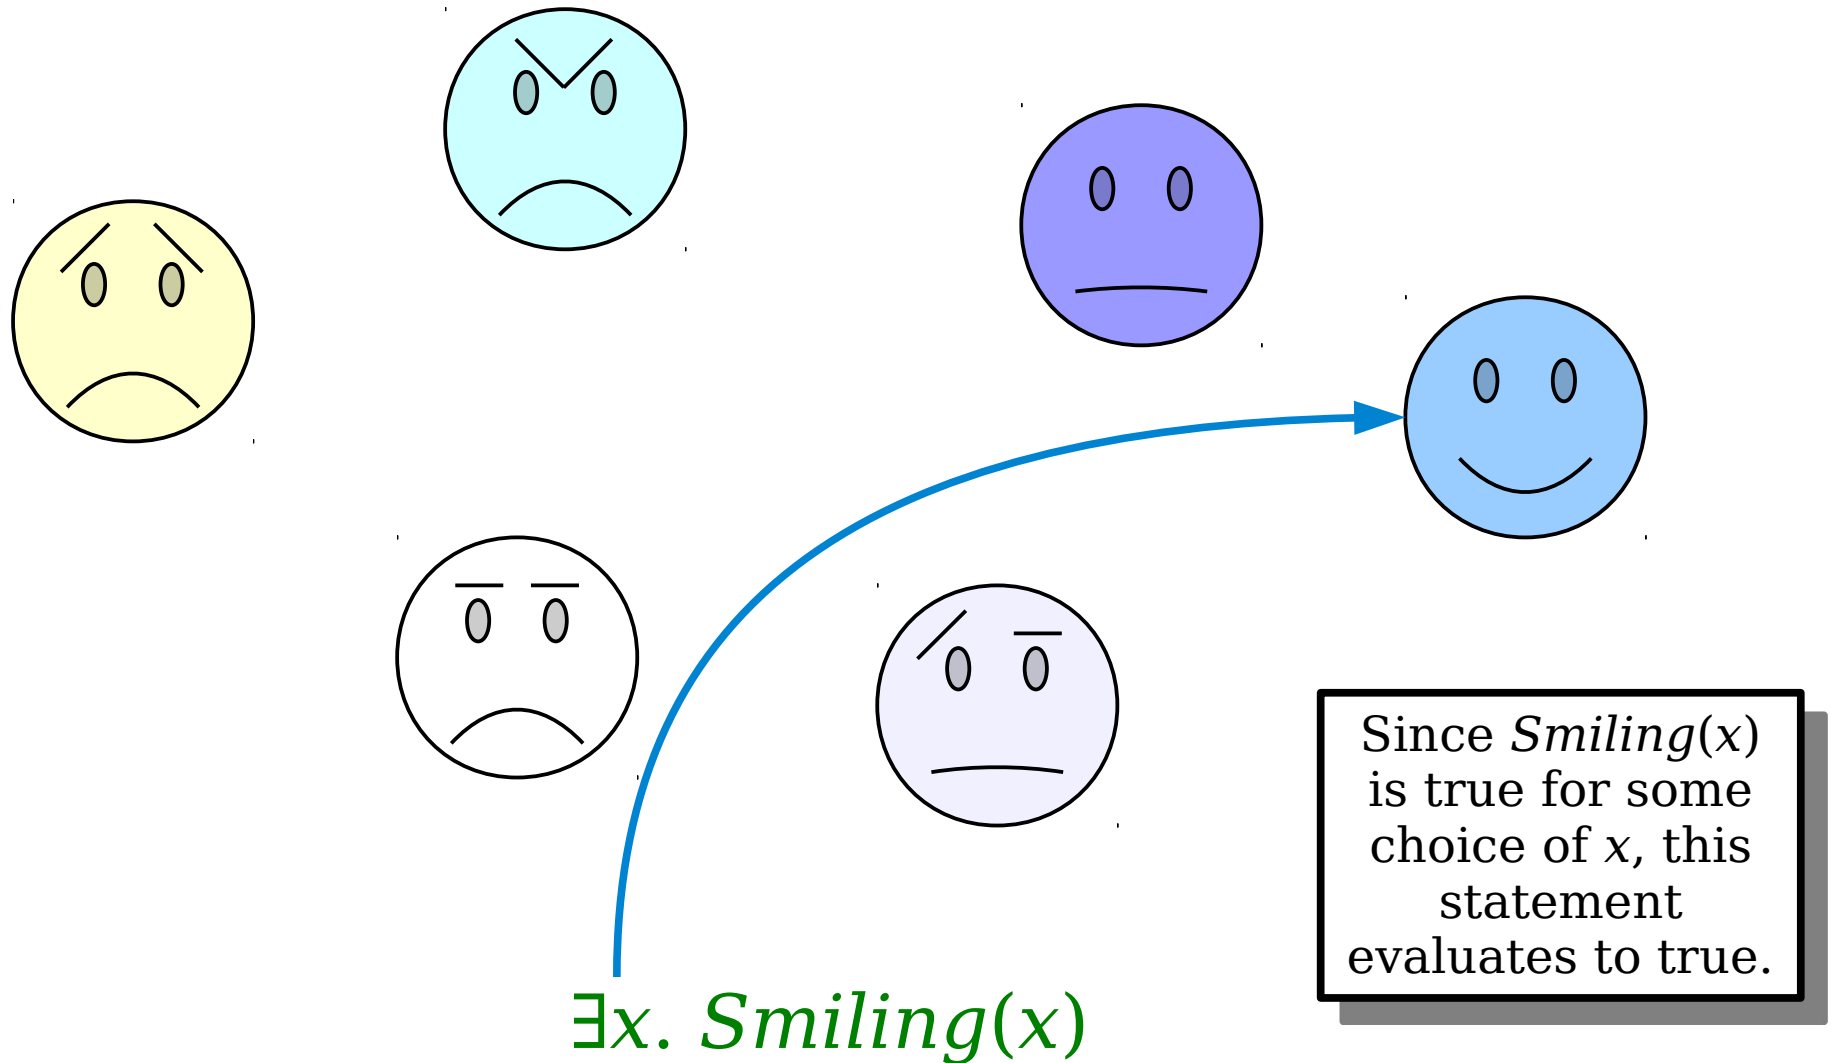 Since Smiling(x)
is true for some
choice of x, this
statement
evaluates to true.
∃x. Smiling(x)